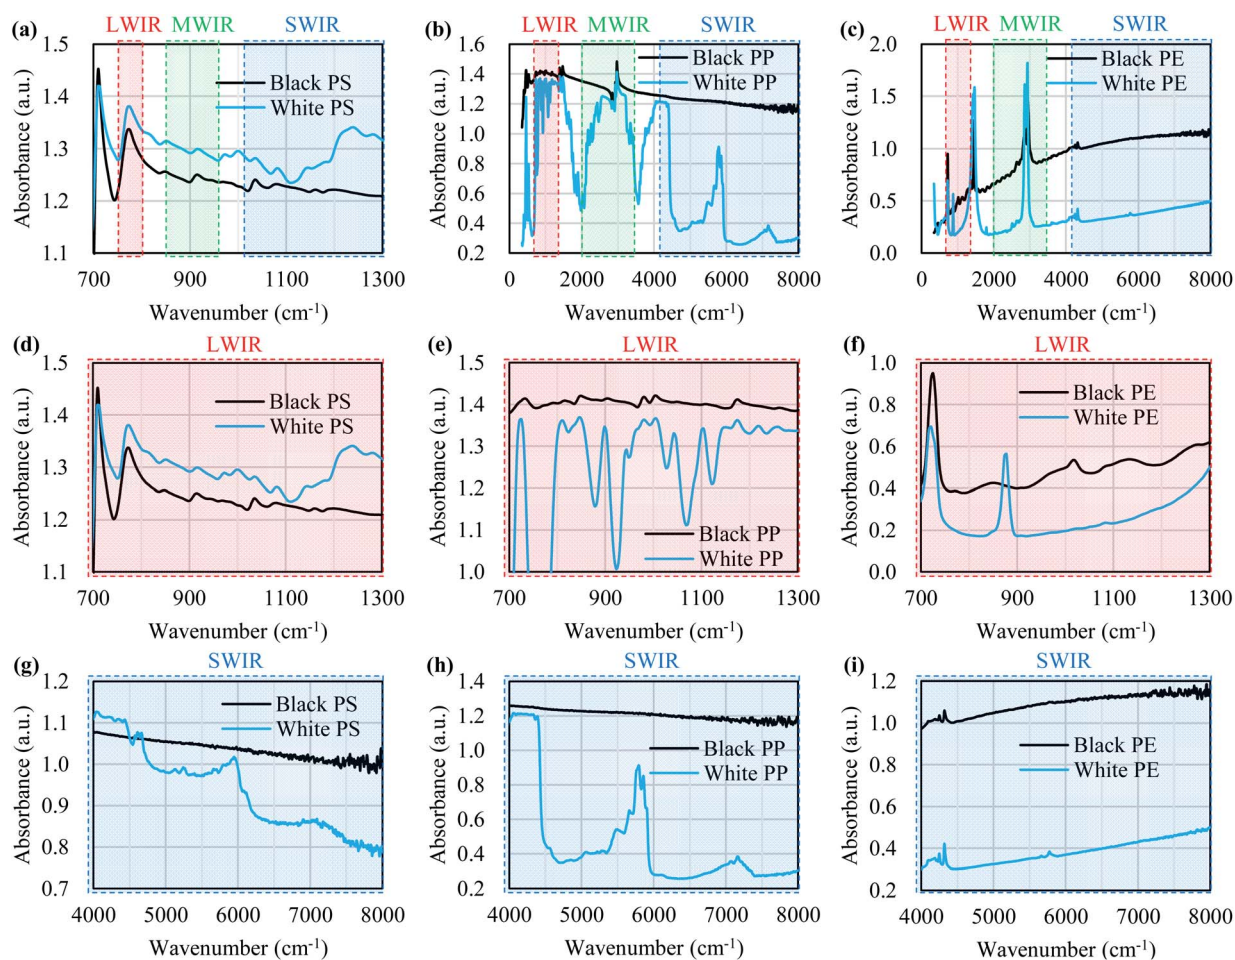 (a) LWIR MWIR SWIR
1.5
1.4
1.3
1.2
1.1
Absorbance (a.u.)
Black PS
White PS
700 900 1100 1300
Wavenumber (cm-1)
(b) LWIR MWIR SWIR
1.6
1.4
1.2
1.0
0.8
0.6
0.4
0.2
Absorbance (a.u.)
Black PP
White PP
0 2000 4000 6000 8000
Wavenumber (cm-1)
(c) LWIR MWIR SWIR
2.0
1.5
1.0
0.5
0.0
Absorbance (a.u.)
Black PE
White PE
0 2000 4000 6000 8000
Wavenumber (cm-1)
(d) LWIR
1.5
1.4
1.3
1.2
1.1
Absorbance (a.u.)
Black PS
White PS
700 900 1100 1300
Wavenumber (cm-1)
(e) LWIR
1.5
1.4
1.3
1.2
1.1
1.0
Absorbance (a.u.)
Black PP
White PP
700 900 1100 1300
Wavenumber (cm-1)
(f) LWIR
1.0
0.8
0.6
0.4
0.2
0.0
Absorbance (a.u.)
Black PE
White PE
700 900 1100 1300
Wavenumber (cm-1)
(g) SWIR
1.2
1.1
1.0
0.9
0.8
0.7
Absorbance (a.u.)
Black PS
White PS
4000 5000 6000 7000 8000
Wavenumber (cm-1)
(h) SWIR
1.4
1.2
1.0
0.8
0.6
0.4
0.2
Absorbance (a.u.)
Black PP
White PP
4000 5000 6000 7000 8000
Wavenumber (cm-1)
(i) SWIR
1.2
1.0
0.8
0.6
0.4
0.2
Absorbance (a.u.)
Black PE
White PE
4000 5000 6000 7000 8000
Wavenumber (cm-1)